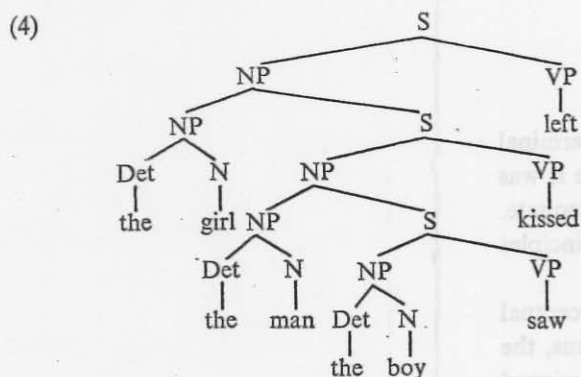 (4) S
NP VP
NP S left
Det N NP VP
the girl NP S kissed
Det N NP VP
the man Det N saw
the boy